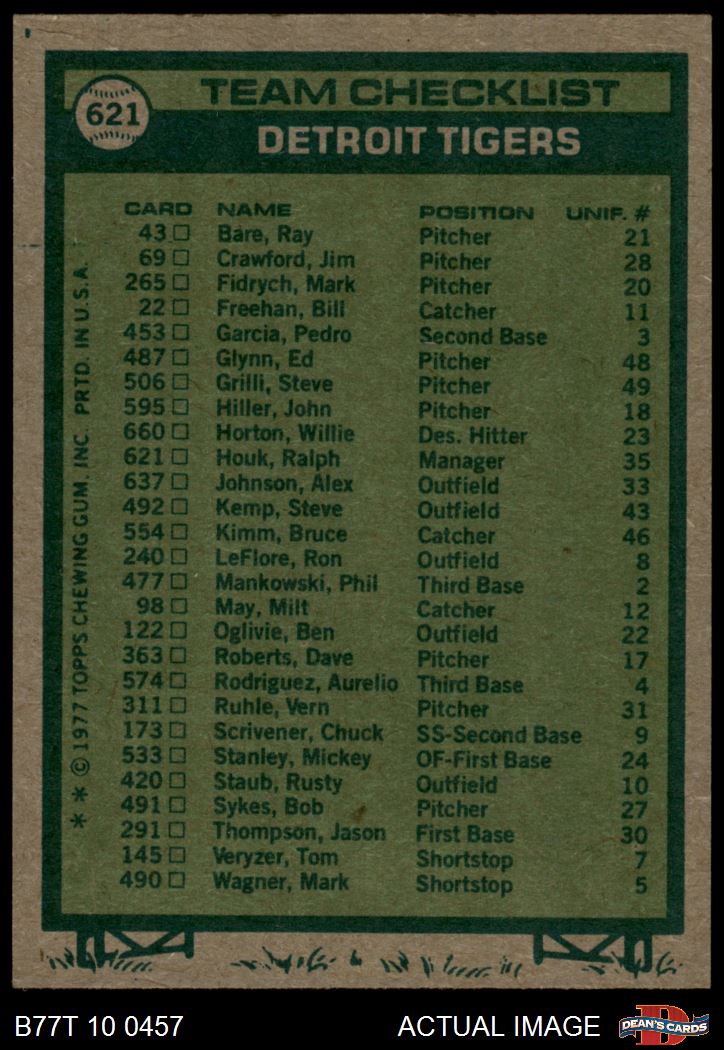 621
TEAM CHECKLIST
DETROIT TIGERS
CARD NAME POSITION UNIF. #
43 □ Bare, Ray Pitcher 21
69 □ Crawford, Jim Pitcher 28
265 □ Fidrych, Mark Pitcher 20
22 □ Freehan, Bill Catcher 11
453 □ Garcia, Pedro Second Base 3
487 □ Glynn, Ed Pitcher 48
506 □ Grilli, Steve Pitcher 49
595 □ Hiller, John Pitcher 18
660 □ Horton, Willie Des. Hitter 23
621 □ Houk, Ralph Manager 35
637 □ Johnson, Alex Outfield 33
492 □ Kemp, Steve Outfield 43
554 □ Kimm, Bruce Catcher 46
240 □ LeFlore, Ron Outfield 8
477 □ Mankowski, Phil Third Base 2
98 □ May, Milt Catcher 12
122 □ Oglivie, Ben Outfield 22
363 □ Roberts, Dave Pitcher 17
574 □ Rodriguez, Aurelio Third Base 4
311 □ Ruhle, Vern Pitcher 31
173 □ Scrivener, Chuck SS-Second Base 9
533 □ Stanley, Mickey OF-First Base 24
420 □ Staub, Rusty Outfield 10
491 □ Sykes, Bob Pitcher 27
291 □ Thompson, Jason First Base 30
145 □ Veryzer, Tom Shortstop 7
490 □ Wagner, Mark Shortstop 5
* * © 1977 TOPPS CHEWING GUM, INC. PRTD. IN U.S.A.
B77T 10 0457 ACTUAL IMAGE D DEAN'S CARDS